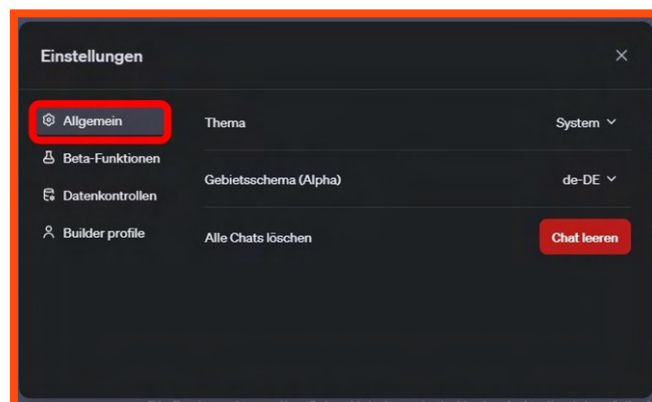 Einstellungen
Allgemein
Thema
System
Beta-Funktionen
Gebietsschema (Alpha)
de-DE
Datenkontrollen
Builder profile
Alle Chats löschen
Chat leeren